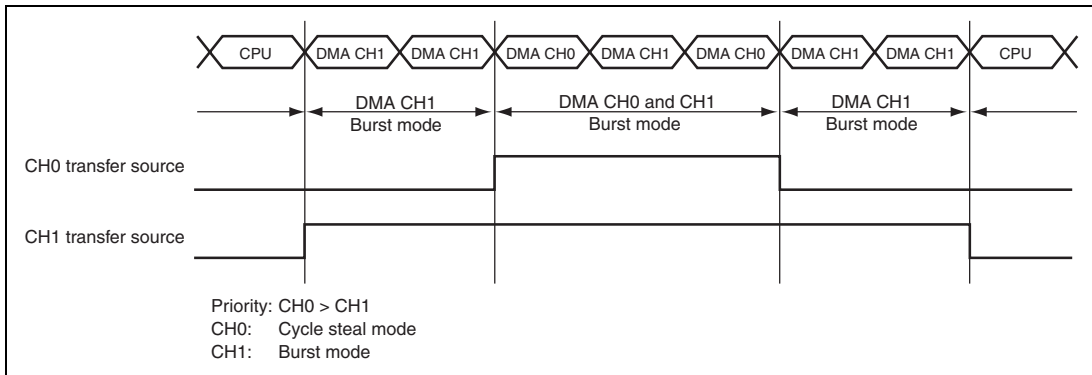 CPU DMA CH1 DMA CH1 DMA CH0 DMA CH1 DMA CH0 DMA CH1 DMA CH1 CPU
DMA CH1
Burst mode
DMA CH0 and CH1
Burst mode
DMA CH1
Burst mode
CH0 transfer source
CH1 transfer source
Priority: CH0 > CH1
CH0: Cycle steal mode
CH1: Burst mode